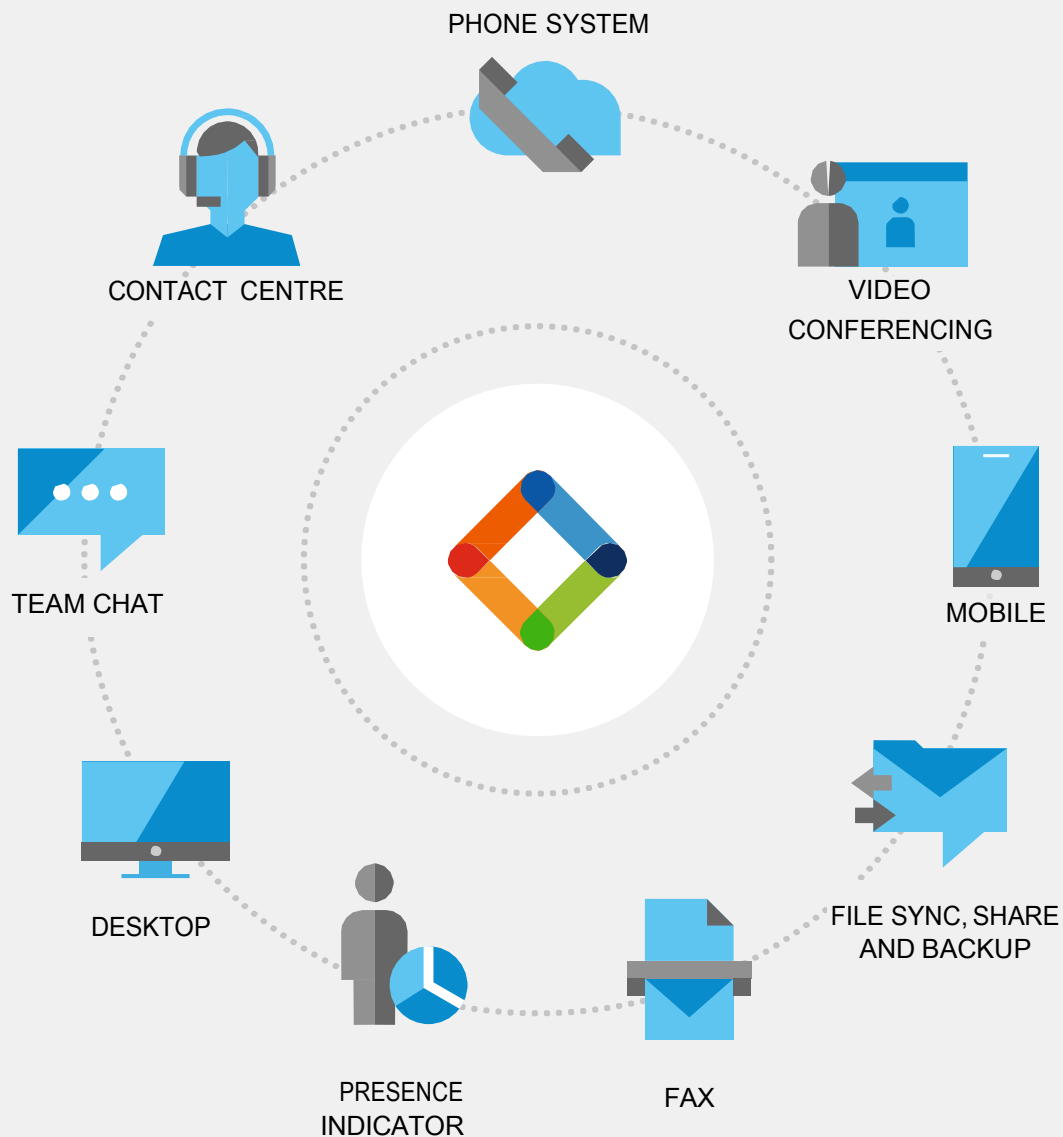 PHONE SYSTEM
CONTACT CENTRE
VIDEO
CONFERENCING
TEAM CHAT
MOBILE
DESKTOP
FILE SYNC, SHARE
AND BACKUP
PRESENCE
INDICATOR
FAX